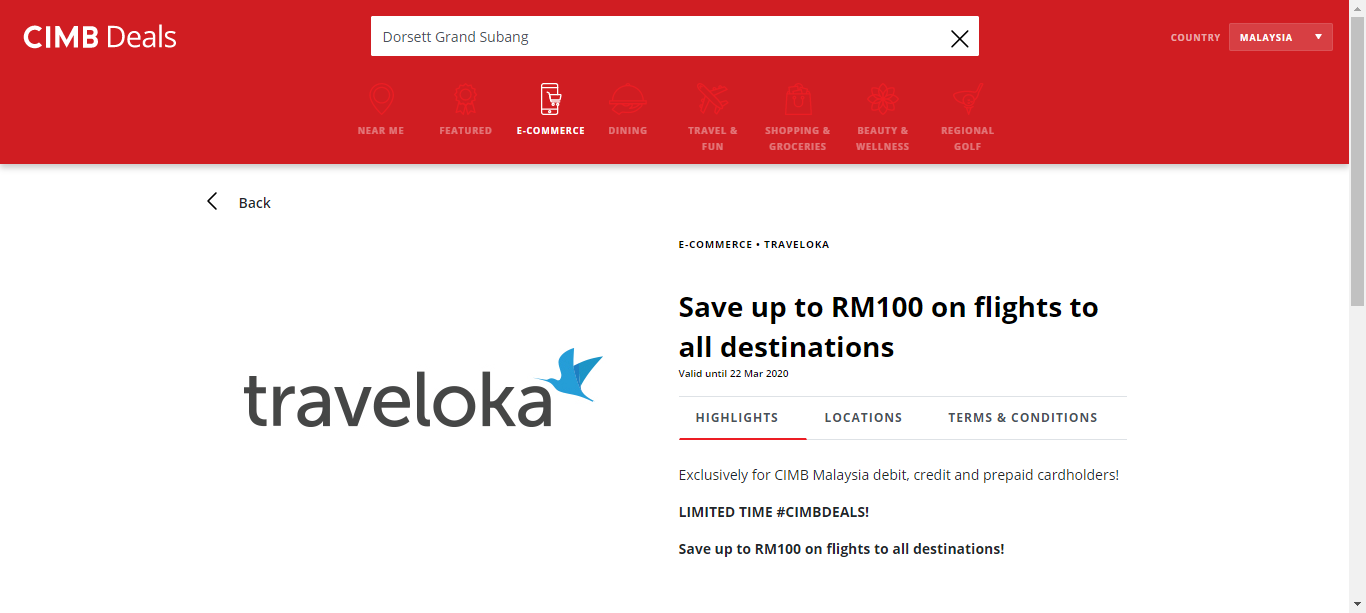 CIMB Deals
Dorsett Grand Subang
COUNTRY
MALAYSIA
NEAR ME
FEATURED
E-COMMERCE
DINING
TRAVEL &
FUN
SHOPPING &
GROCERIES
BEAUTY &
WELLNESS
REGIONAL
GOLF
Back
E-COMMERCE • TRAVELOKA
traveloka
Save up to RM100 on flights to
all destinations
Valid until 22 Mar 2020
HIGHLIGHTS
LOCATIONS
TERMS & CONDITIONS
Exclusively for CIMB Malaysia debit, credit and prepaid cardholders!
LIMITED TIME #CIMBDEALS!
Save up to RM100 on flights to all destinations!